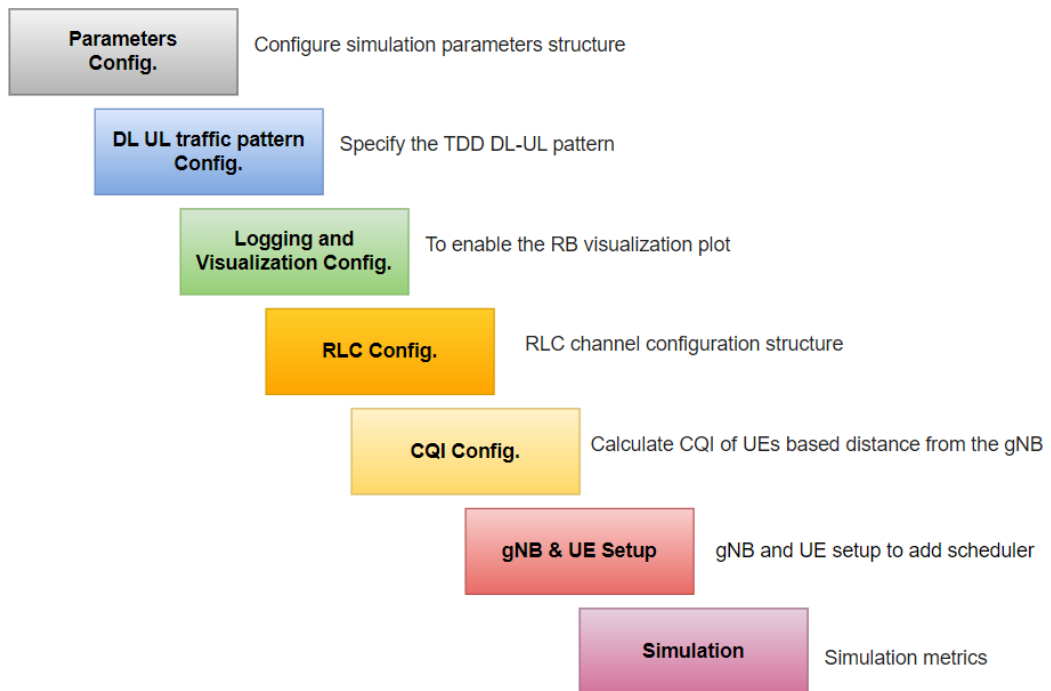 Parameters
Config.
Configure simulation parameters structure
DL UL traffic pattern
Config.
Specify the TDD DL-UL pattern
Logging and
Visualization Config.
To enable the RB visualization plot
RLC Config.
RLC channel configuration structure
CQI Config.
Calculate CQI of UEs based distance from the gNB
gNB & UE Setup
gNB and UE setup to add scheduler
Simulation
Simulation metrics